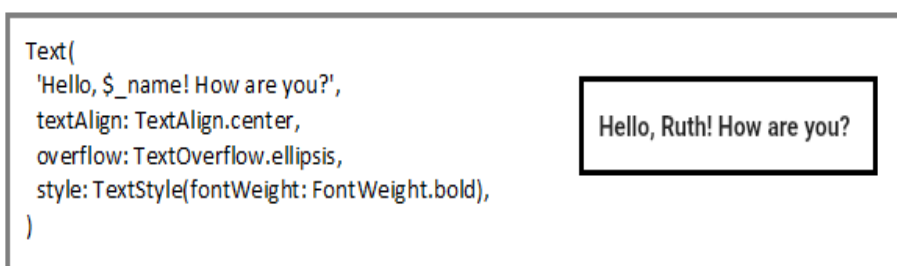 Text(
'Hello, $_name! How are you?',
textAlign: TextAlign.center,
overflow: TextOverflow.ellipsis,
style: TextStyle(fontWeight: FontWeight.bold),
)
Hello, Ruth! How are you?